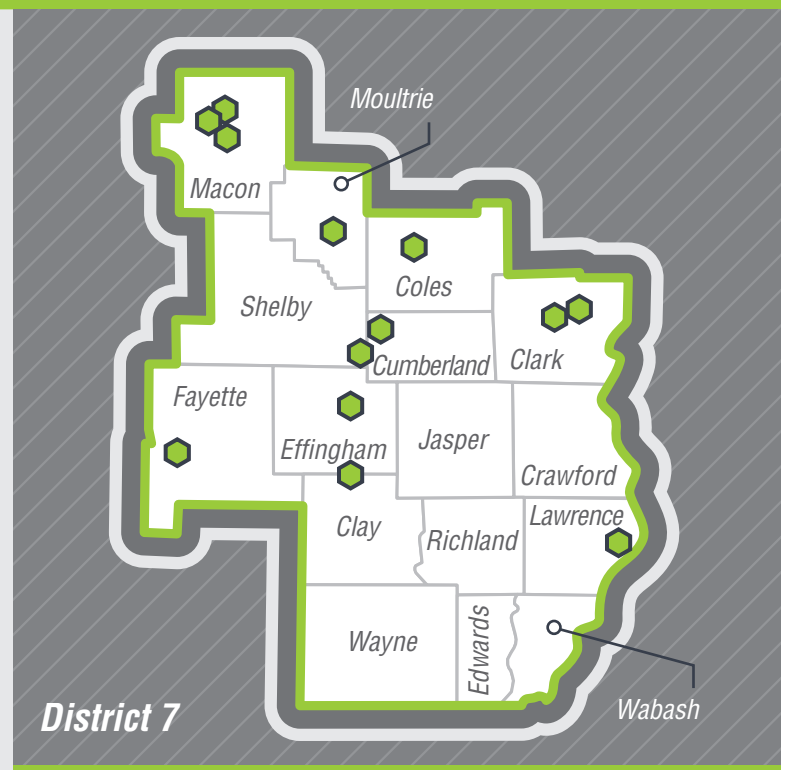 Moultrie
Macon
Coles
Shelby
Cumberland
Clark
Fayette
Effingham
Jasper
Crawford
Lawrence
Clay
Richland
Wayne
Edwards
Wabash
District 7